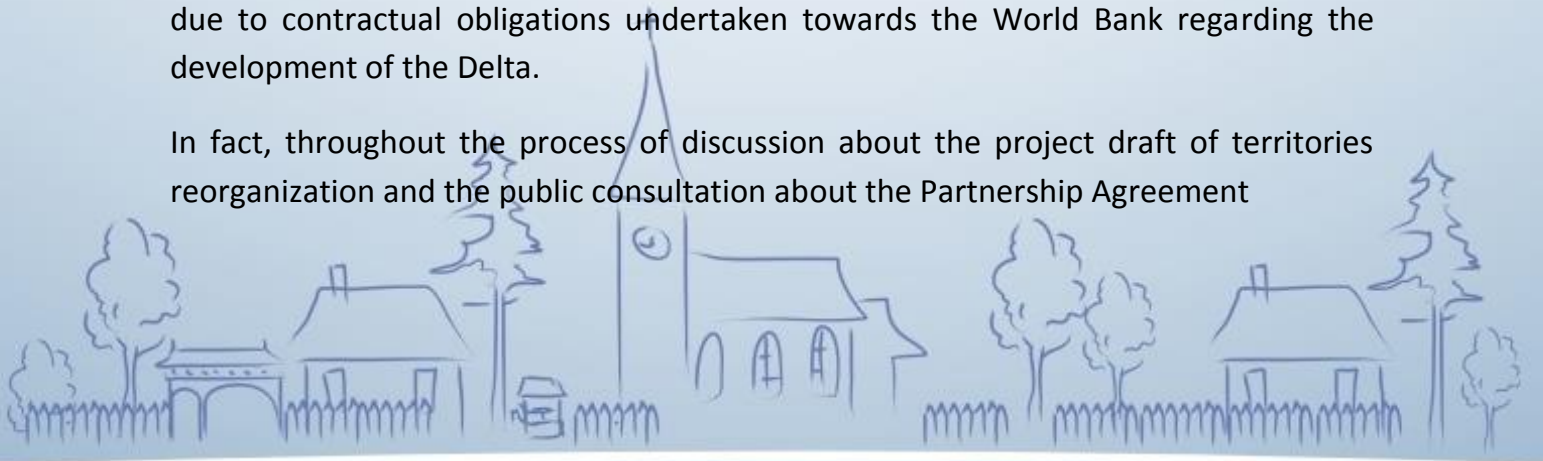 due to contractual obligations undertaken towards the World Bank regarding the
development of the Delta.
In fact, throughout the process of discussion about the project draft of territories
reorganization and the public consultation about the Partnership Agreement